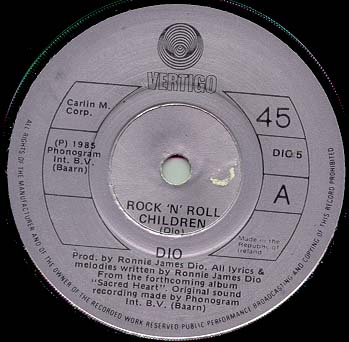 VERTIGO
Carlin M.
Corp.
45
(P) 1985
Phonogram
Int. B.V.
(Baarn)
DIO 5
A
Made in the
Republic of
Ireland
ROCK 'N' ROLL
CHILDREN
(Dio)
DIO
Prod. by Ronnie James Dio, All lyrics &
melodies written by Ronnie James Dio
From the forthcoming album
"Sacred Heart". Original sound
recording made by Phonogram
Int. B.V. (Baarn)
ALL RIGHTS OF THE MANUFACTURER AND OF THE OWNER OF THE RECORDED WORK RESERVED PUBLIC PERFORMANCE BROADCASTING AND COPYING OF THIS RECORD PROHIBITED